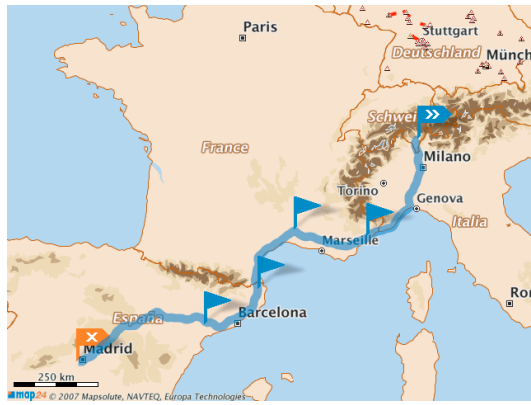 Paris
Stuttgart
Deutschland
Münch
Schwei
France
Milano
Torino
Genova
Italia
Marseille
Ro
Barcelona
España
Madrid
250 km
map24 © 2007 Mapsolute, NAVTEQ, Europa Technologies